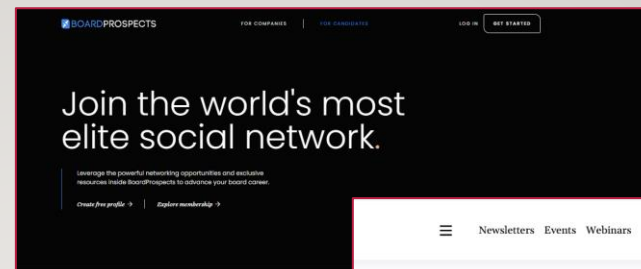 BOARDPROSPECTS
FOR COMPANIES | FOR CANDIDATES
LOG IN GET STARTED
Join the world's most
elite social network.
Leverage the powerful networking opportunities and exclusive
resources inside BoardProspects to advance your board career.
Create free profile → | Explore membership →
Newsletters Events Webinars